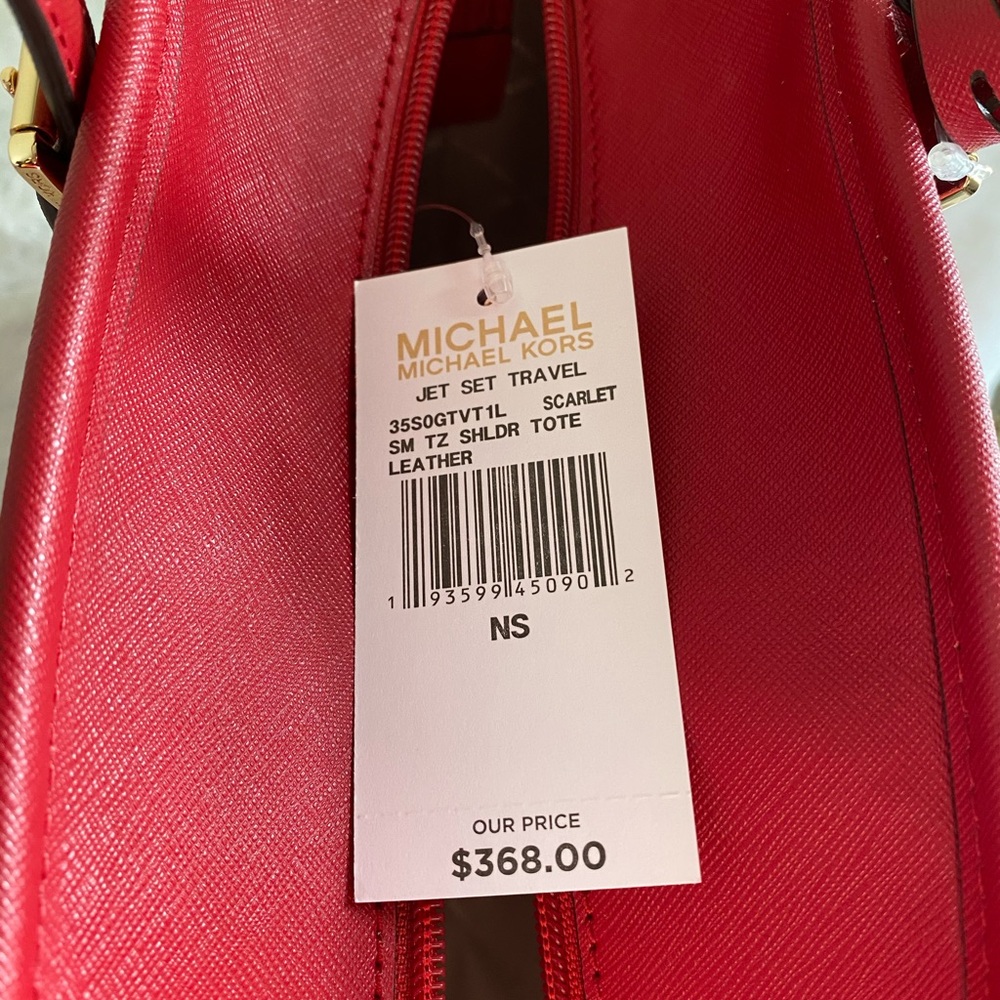 MICHAEL
MICHAEL KORS
JET SET TRAVEL
35S0GTVT1L SCARLET
SM TZ SHLDR TOTE
LEATHER
1 93599 45090 2
NS
OUR PRICE
$368.00